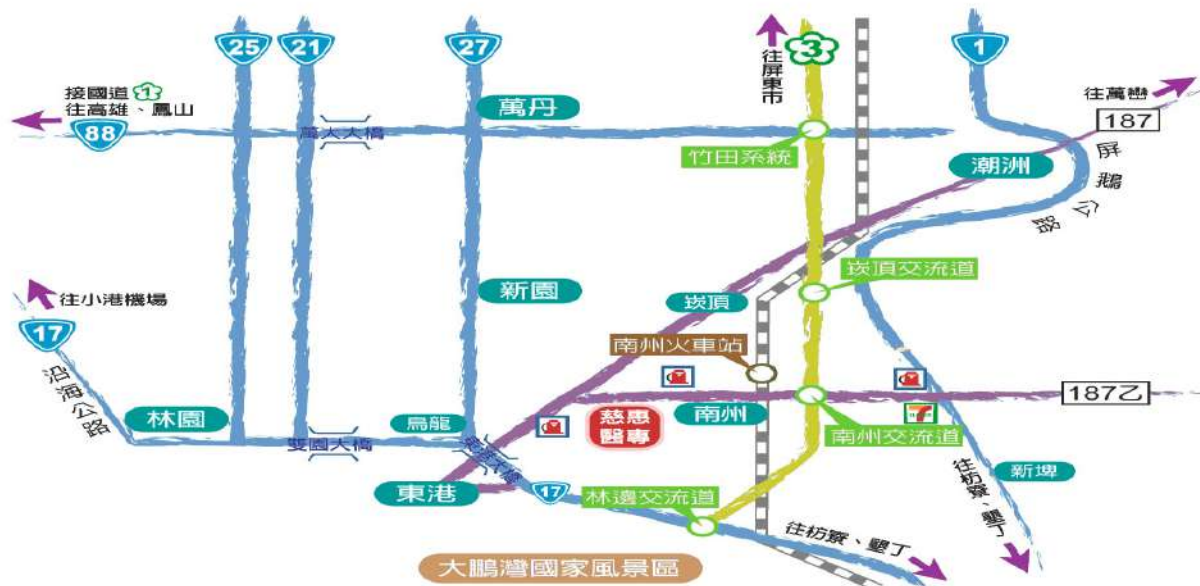 25
21
27
3
1
往屏東市
接國道 1
往高雄、鳳山
88
萬丹
往萬巒
187
萬大大橋
竹田系統
潮洲
屏鵝公路
崁頂交流道
往小港機場
17
新園
崁頂
南州火車站
沿海公路
187乙
林園
烏龍
慈惠
醫專
南州
南州交流道
雙園大橋
東港大橋
新埤
東港
17
林邊交流道
往枋寮、墾丁
往枋寮、墾丁
大鵬灣國家風景區